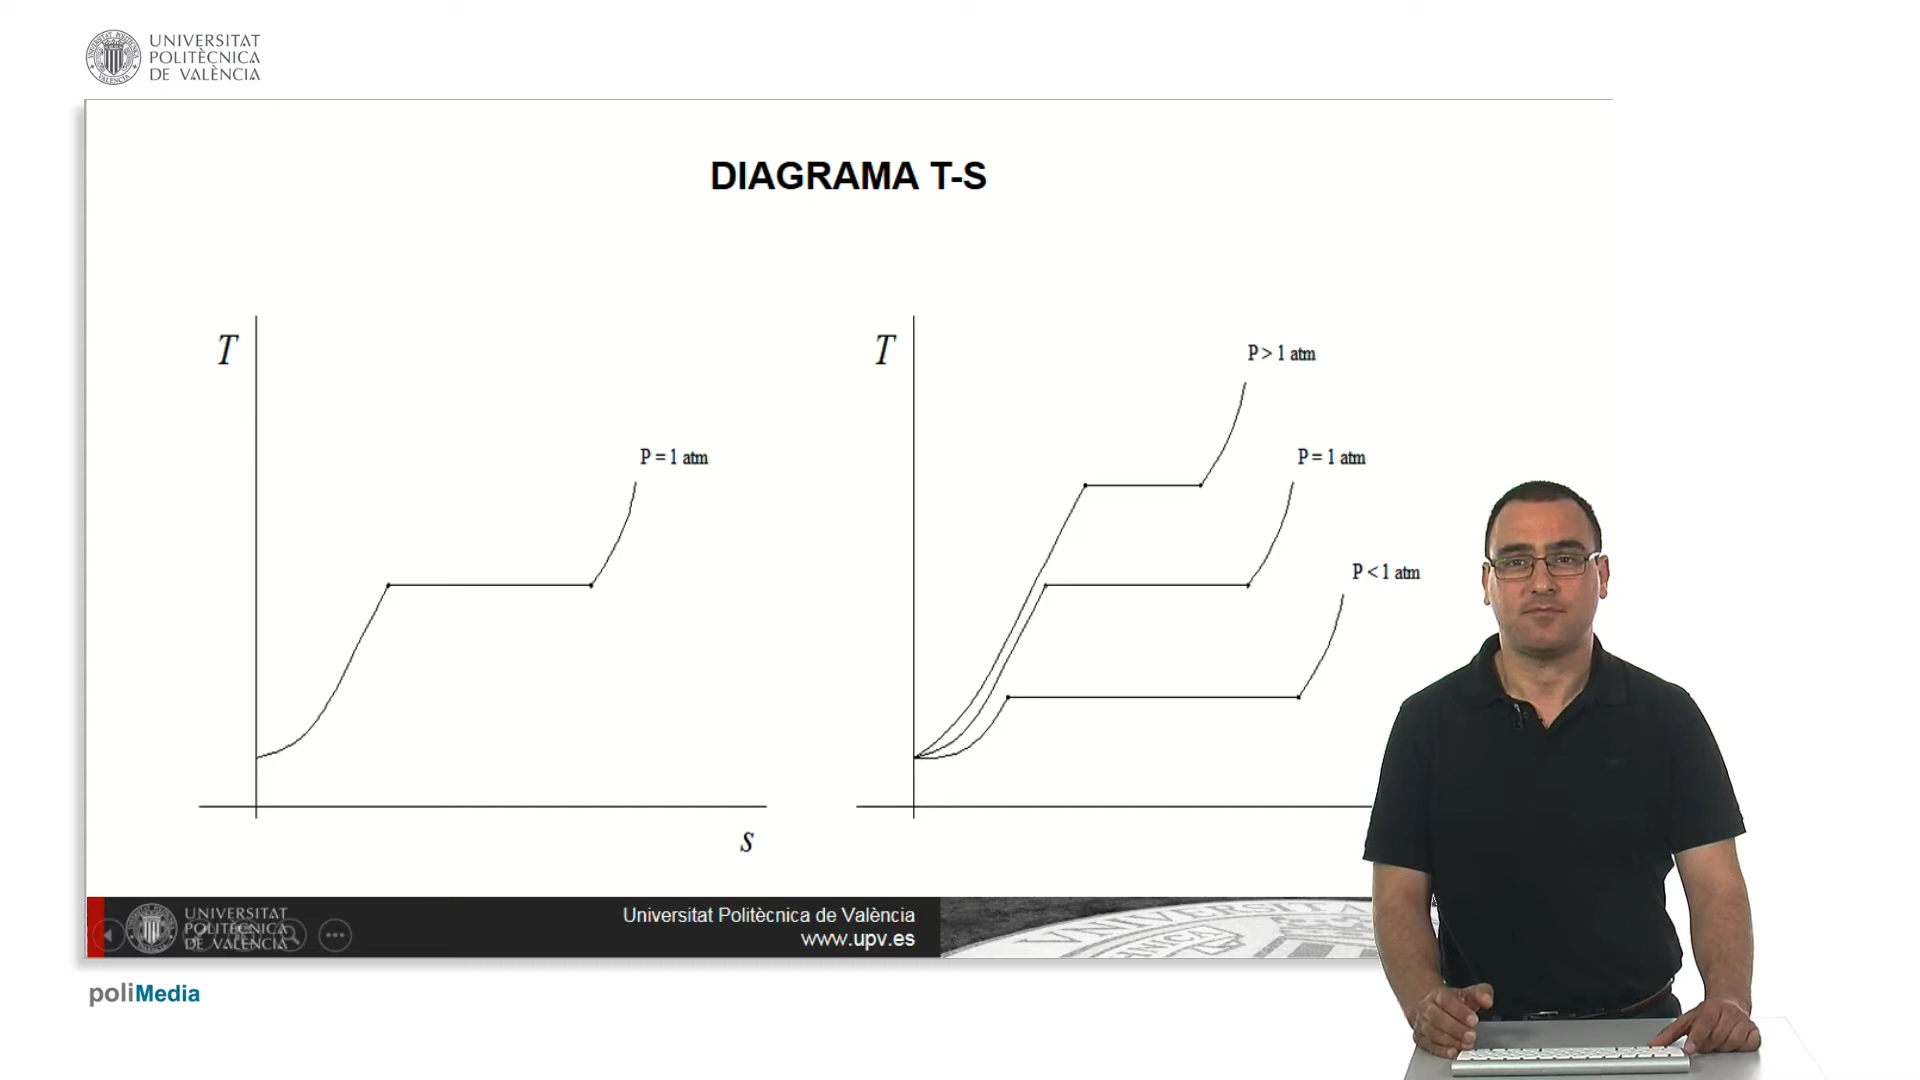 UNIVERSITAT
POLITÈCNICA
DE VALÈNCIA
DIAGRAMA T-S
T
P = 1 atm
s
T
P > 1 atm
P = 1 atm
P < 1 atm
UNIVERSITAT
POLITÈCNICA
DE VALÈNCIA
Universitat Politècnica de València
www.upv.es
poliMedia